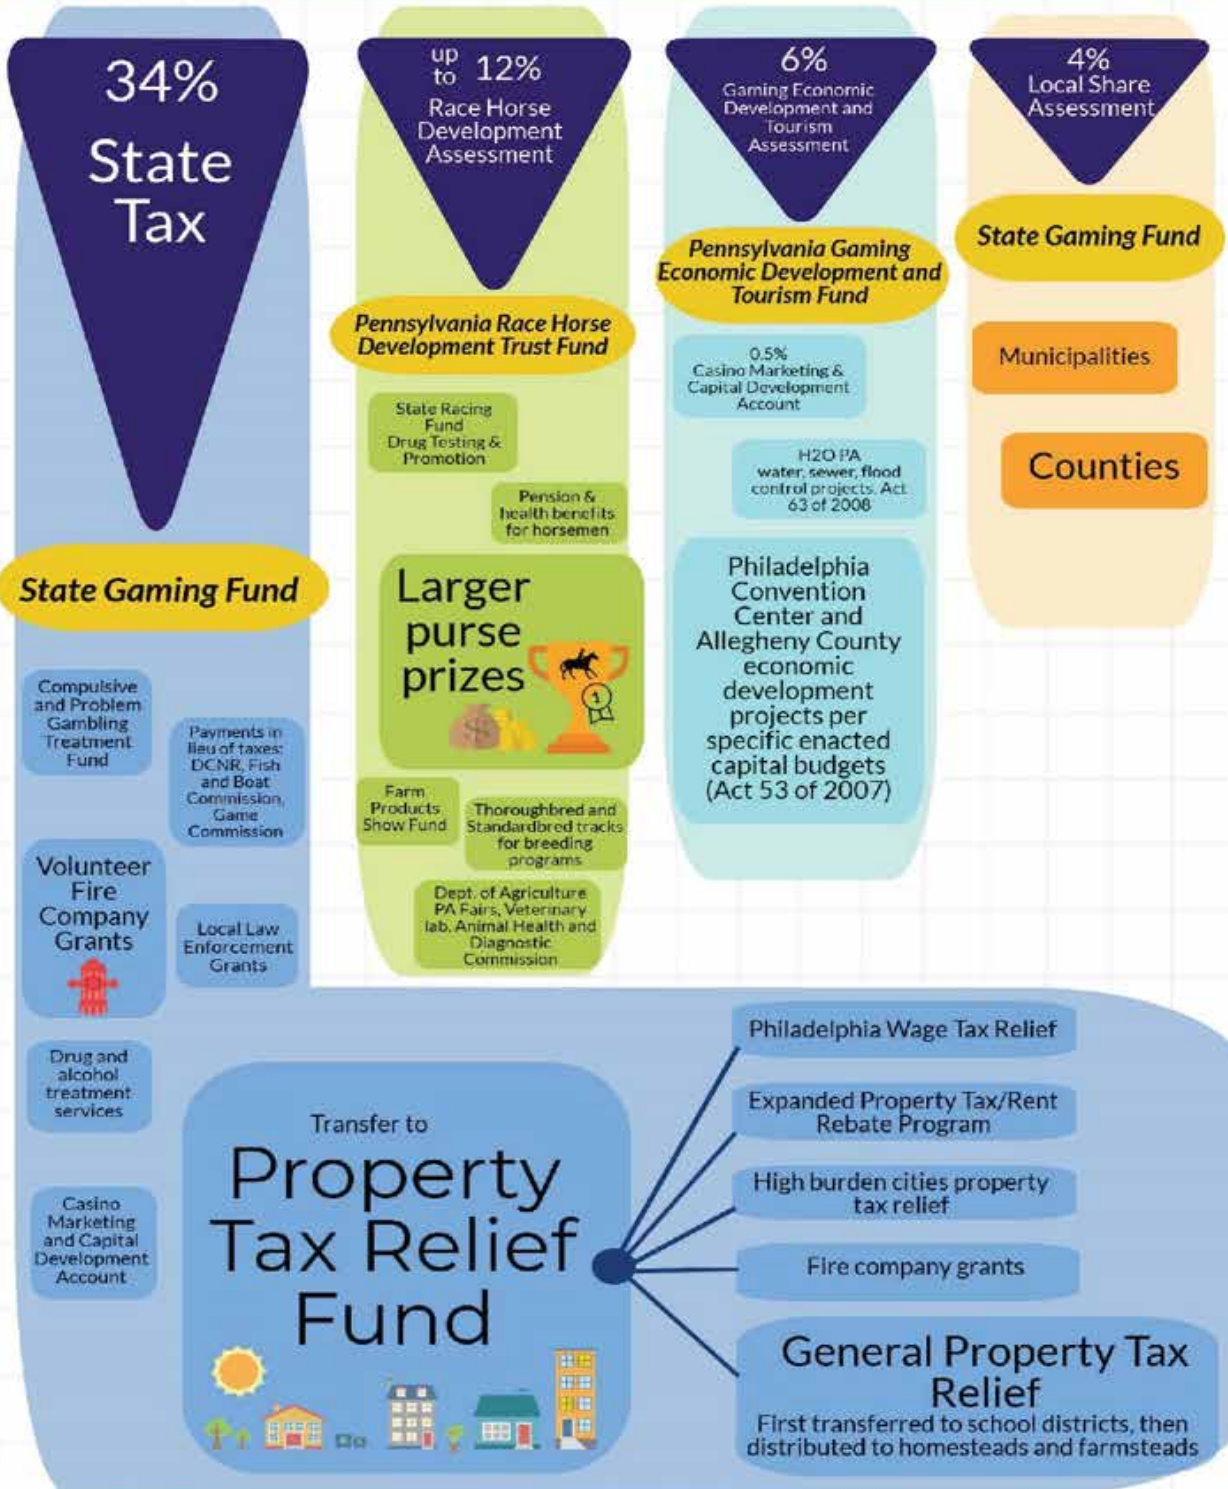 34%
State
Tax
State Gaming Fund
Compulsive
and Problem
Gambling
Treatment
Fund
Payments in
lieu of taxes:
DCNR, Fish
and Boat
Commission,
Game
Commission
Volunteer
Fire
Company
Grants
Local Law
Enforcement
Grants
Drug and
alcohol
treatment
services
Casino
Marketing
and Capital
Development
Account
up
to 12%
Race Horse
Development
Assessment
Pennsylvania Race Horse
Development Trust Fund
State Racing
Fund
Drug Testing &
Promotion
Pension &
health benefits
for horsemen
Larger
purse
prizes
$
1
Farm
Products
Show Fund
Thoroughbred and
Standardbred tracks
for breeding
programs
Dept. of Agriculture
PA Fairs, Veterinary
lab, Animal Health and
Diagnostic
Commission
6%
Gaming Economic
Development and
Tourism
Assessment
Pennsylvania Gaming
Economic Development and
Tourism Fund
0.5%
Casino Marketing &
Capital Development
Account
H2O PA
water, sewer, flood
control projects. Act
63 of 2008
Philadelphia
Convention
Center and
Allegheny County
economic
development
projects per
specific enacted
capital budgets
(Act 53 of 2007)
4%
Local Share
Assessment
State Gaming Fund
Municipalities
Counties
Transfer to
Property
Tax Relief
Fund
Philadelphia Wage Tax Relief
Expanded Property Tax/Rent
Rebate Program
High burden cities property
tax relief
Fire company grants
General Property Tax
Relief
First transferred to school districts, then
distributed to homesteads and farmsteads